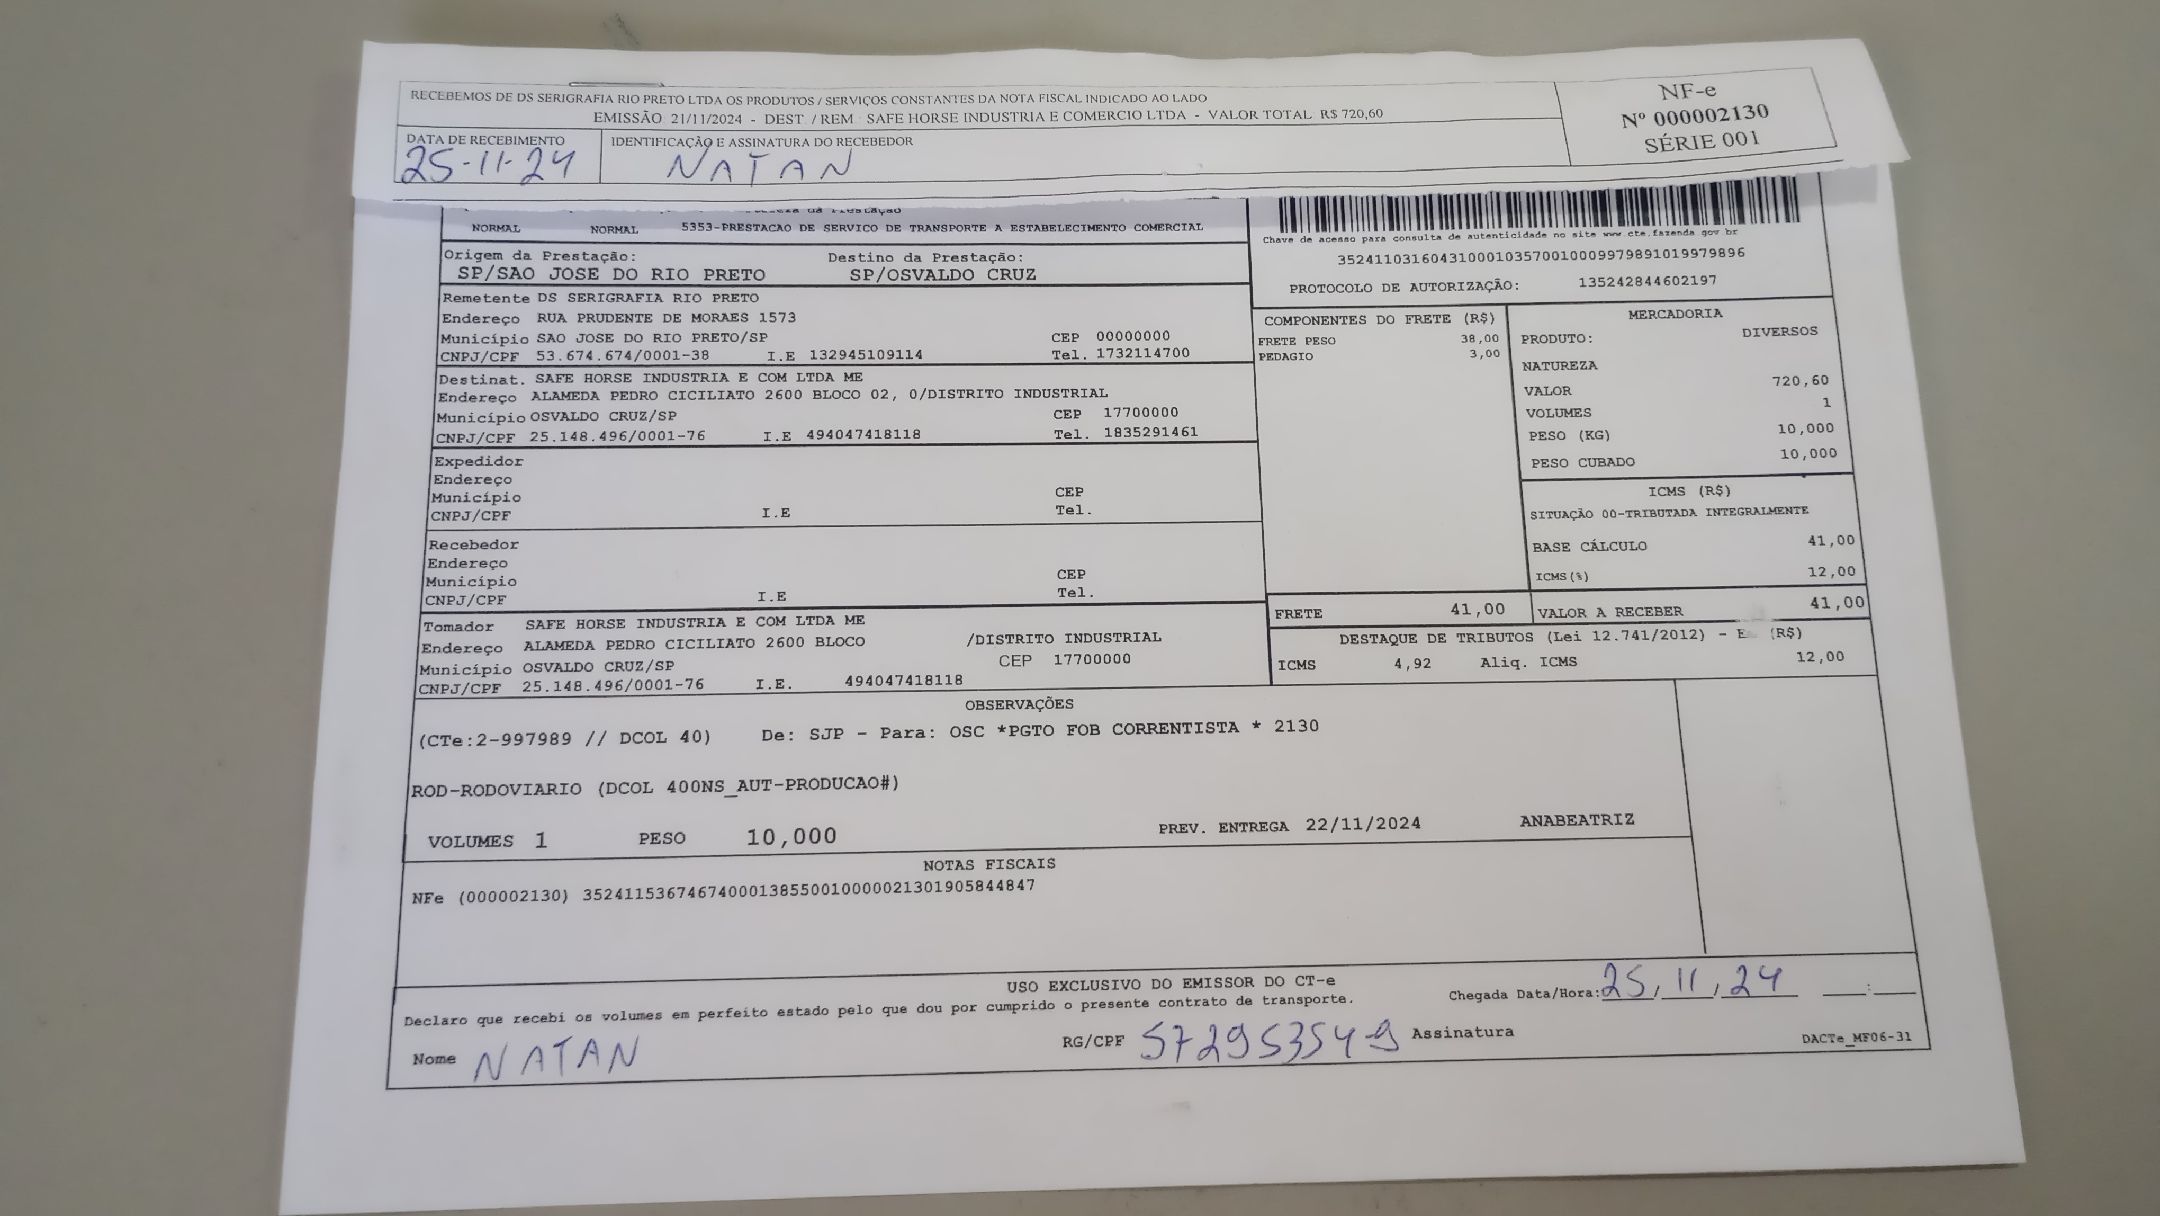 RECEBEMOS DE DS SERIGRAFIA RIO PRETO LTDA OS PRODUTOS / SERVIÇOS CONSTANTES DA NOTA FISCAL INDICADO AO LADO
EMISSÃO: 21/11/2024 - DEST. / REM.: SAFE HORSE INDUSTRIA E COMERCIO LTDA - VALOR TOTAL: R$ 720,60
NF-e
Nº 000002130
SÉRIE 001
DATA DE RECEBIMENTO IDENTIFICAÇÃO E ASSINATURA DO RECEBEDOR
25-11-24 NATAN
NORMAL NORMAL 5353-PRESTACAO DE SERVICO DE TRANSPORTE A ESTABELECIMENTO COMERCIAL
Chave de acesso para consulta de autenticidade no site www.cte.fazenda.gov.br
35241103160431000103570010009979891019979896
PROTOCOLO DE AUTORIZAÇÃO: 135242844602197
Origem da Prestação: Destino da Prestação:
SP/SAO JOSE DO RIO PRETO SP/OSVALDO CRUZ
Remetente DS SERIGRAFIA RIO PRETO
Endereço RUA PRUDENTE DE MORAES 1573
Município SAO JOSE DO RIO PRETO/SP CEP 00000000
CNPJ/CPF 53.674.674/0001-38 I.E 132945109114 Tel. 1732114700
Destinat. SAFE HORSE INDUSTRIA E COM LTDA ME
Endereço ALAMEDA PEDRO CICILIATO 2600 BLOCO 02, 0/DISTRITO INDUSTRIAL
Município OSVALDO CRUZ/SP CEP 17700000
CNPJ/CPF 25.148.496/0001-76 I.E 494047418118 Tel. 1835291461
Expedidor
Endereço
Município CEP
CNPJ/CPF I.E Tel.
Recebedor
Endereço
Município CEP
CNPJ/CPF I.E Tel.
Tomador SAFE HORSE INDUSTRIA E COM LTDA ME
Endereço ALAMEDA PEDRO CICILIATO 2600 BLOCO /DISTRITO INDUSTRIAL
Município OSVALDO CRUZ/SP CEP 17700000
CNPJ/CPF 25.148.496/0001-76 I.E. 494047418118
COMPONENTES DO FRETE (R$)
FRETE PESO 38,00
PEDAGIO 3,00
MERCADORIA
PRODUTO: DIVERSOS
NATUREZA
VALOR 720,60
VOLUMES 1
PESO (KG) 10,000
PESO CUBADO 10,000
ICMS (R$)
SITUAÇÃO 00-TRIBUTADA INTEGRALMENTE
BASE CÁLCULO 41,00
ICMS(%) 12,00
FRETE 41,00 VALOR A RECEBER 41,00
DESTAQUE DE TRIBUTOS (Lei 12.741/2012) - (R$)
ICMS 4,92 Aliq. ICMS 12,00
OBSERVAÇÕES
(CTe:2-997989 // DCOL 40) De: SJP - Para: OSC *PGTO FOB CORRENTISTA * 2130
ROD-RODOVIARIO (DCOL 400NS_AUT-PRODUCAO#)
VOLUMES 1 PESO 10,000 PREV. ENTREGA 22/11/2024 ANABEATRIZ
NOTAS FISCAIS
NFe (000002130) 35241153674674000138550010000021301905844847
USO EXCLUSIVO DO EMISSOR DO CT-e
Declaro que recebi os volumes em perfeito estado pelo que dou por cumprido o presente contrato de transporte. Chegada Data/Hora: 25/11/24 __:__
Nome NATAN RG/CPF 572953549 Assinatura
DACTe_MF06-31